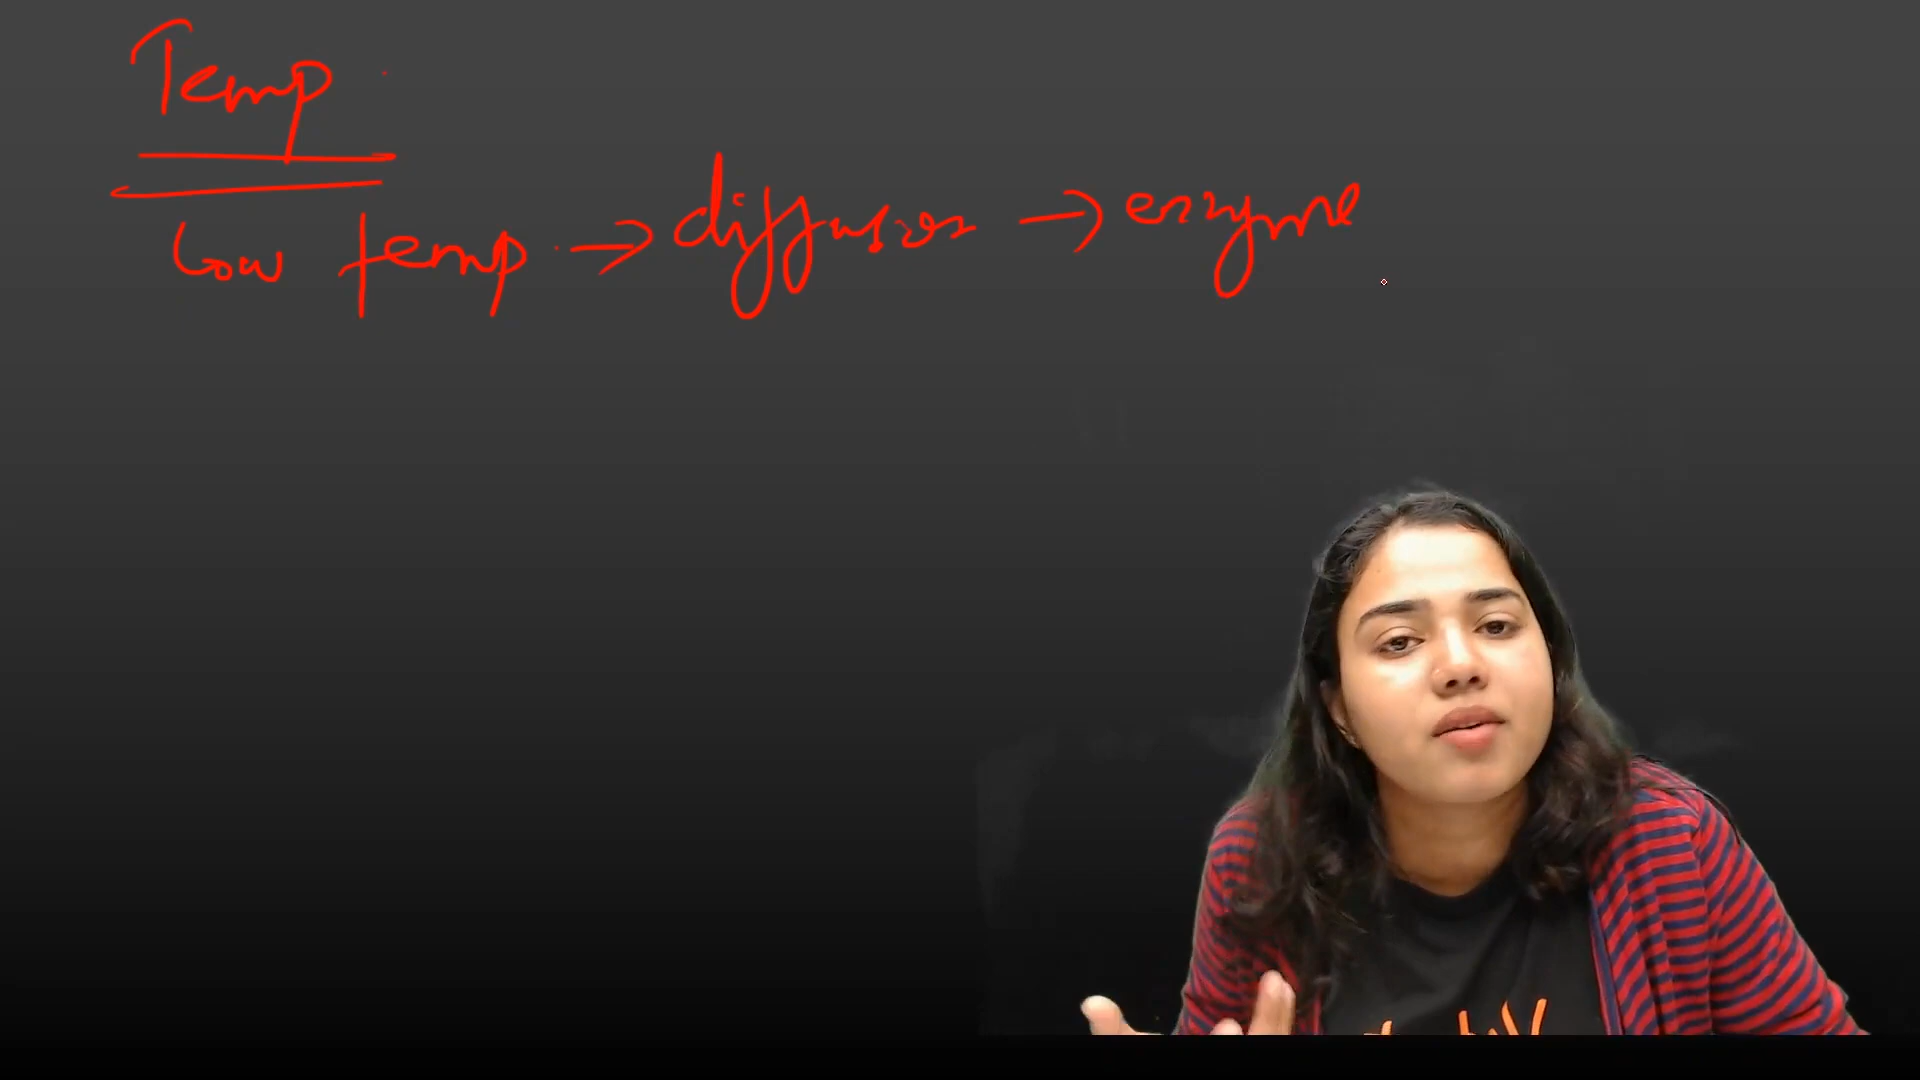 Temp
Low temp → diffusion → enzyme